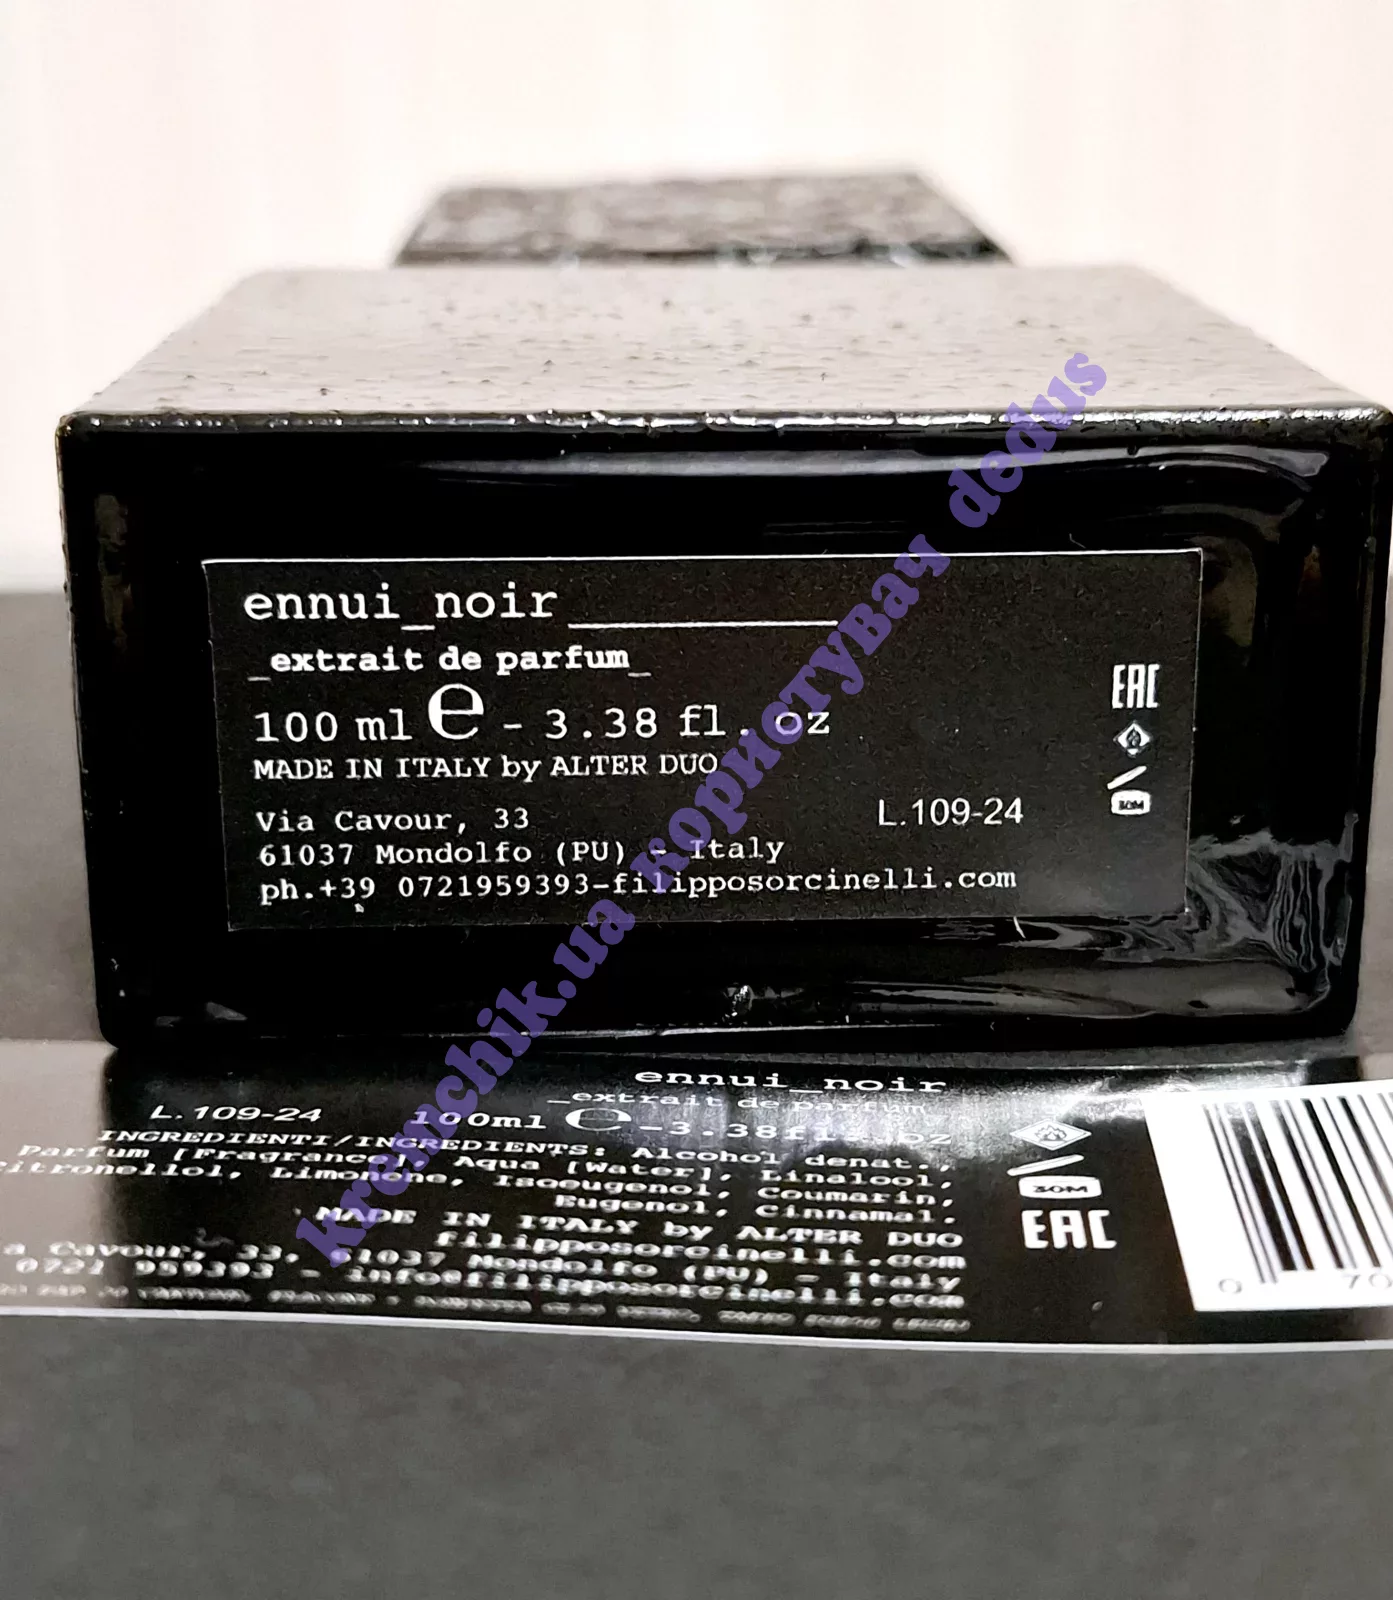 ennui_noir__________
_extrait de parfum_
100 ml e - 3.38 fl. oz
MADE IN ITALY by ALTER DUO
Via Cavour, 33
L.109-24
61037 Mondolfo (PU) - Italy
ph.+39 0721959393-filipposorcinelli.com
EAC
30M
krenchik.ua користувач dedus
ennui_noir
_extrait de parfum_
L.109-24 100ml e -3.38fl. oz
INGREDIENTI/INGREDIENTS: Alcohol denat.,
Parfum [Fragrance], Aqua [Water], Linalool,
Limonene, Isoeugenol, Coumarin,
Eugenol, Cinnamal.
MADE IN ITALY by ALTER DUO
filipposorcinelli.com
a Cavour, 33, 61037 Mondolfo (PU) - Italy
0721 959393 - info@filipposorcinelli.com
30M
EAC
0 70